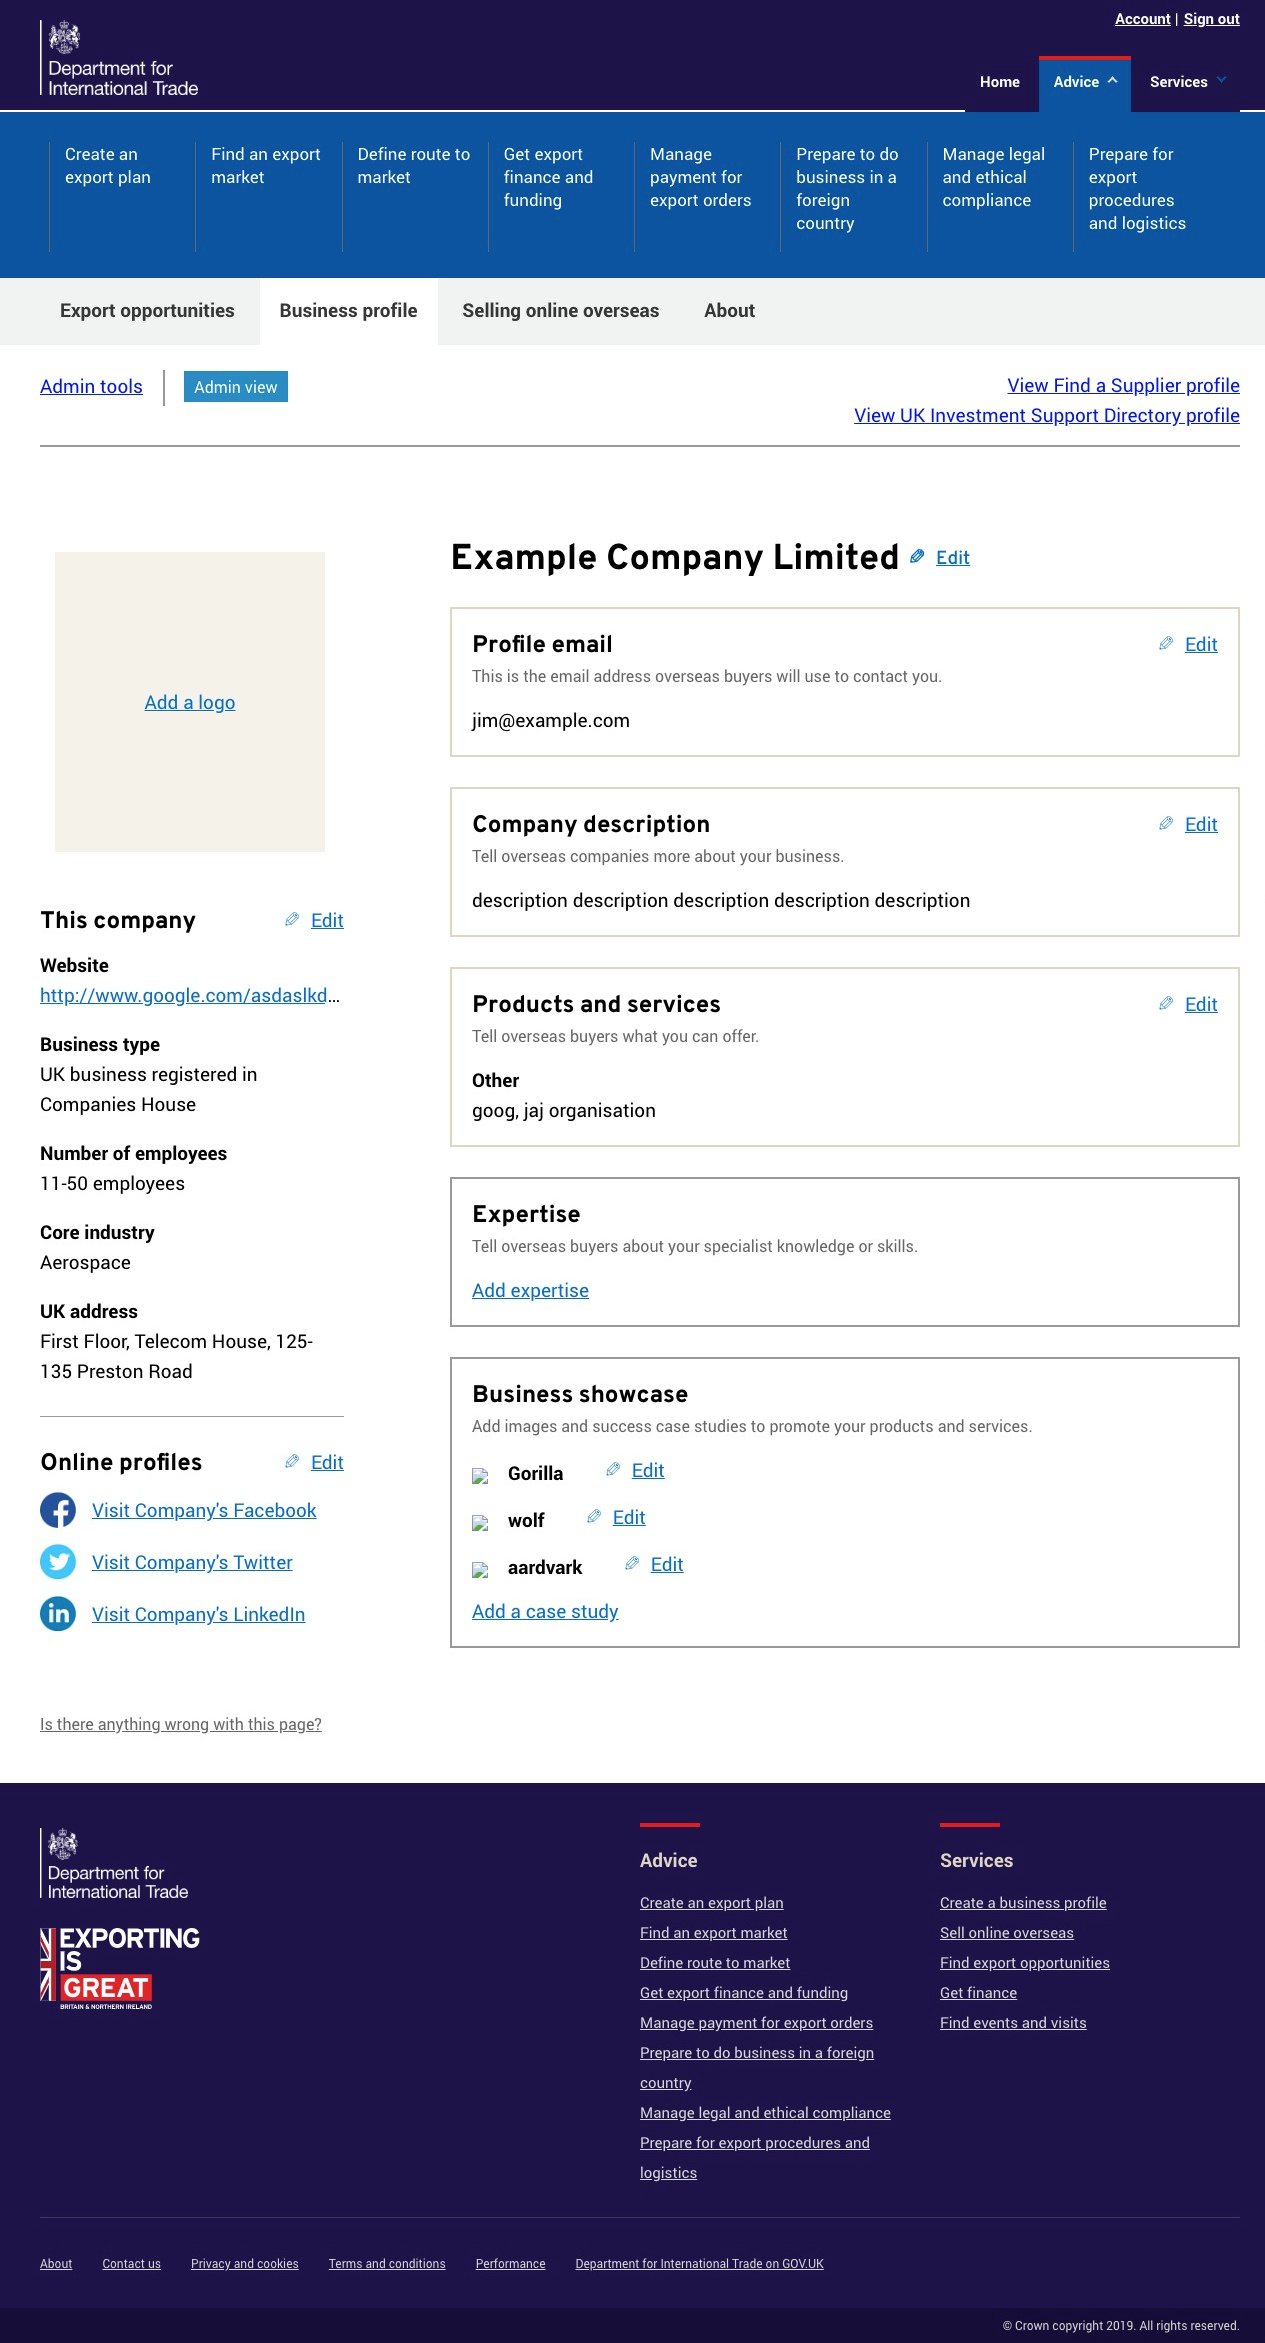 Account | Sign out
Department for
International Trade
Home
Advice
Services
Create an
export plan
Find an export
market
Define route to
market
Get export
finance and
funding
Manage
payment for
export orders
Prepare to do
business in a
foreign
country
Manage legal
and ethical
compliance
Prepare for
export
procedures
and logistics
Export opportunities
Business profile
Selling online overseas
About
Admin tools
Admin view
View Find a Supplier profile
View UK Investment Support Directory profile
Add a logo
This company
Edit
Website
http://www.google.com/asdaslkd...
Business type
UK business registered in
Companies House
Number of employees
11-50 employees
Core industry
Aerospace
UK address
First Floor, Telecom House, 125-
135 Preston Road
Online profiles
Edit
Visit Company's Facebook
Visit Company's Twitter
Visit Company's LinkedIn
Example Company Limited
Edit
Profile email
Edit
This is the email address overseas buyers will use to contact you.
jim@example.com
Company description
Edit
Tell overseas companies more about your business.
description description description description description
Products and services
Edit
Tell overseas buyers what you can offer.
Other
goog, jaj organisation
Expertise
Tell overseas buyers about your specialist knowledge or skills.
Add expertise
Business showcase
Add images and success case studies to promote your products and services.
Gorilla
Edit
wolf
Edit
aardvark
Edit
Add a case study
Is there anything wrong with this page?
Department for
International Trade
EXPORTING
IS
GREAT
BRITAIN & NORTHERN IRELAND
Advice
Create an export plan
Find an export market
Define route to market
Get export finance and funding
Manage payment for export orders
Prepare to do business in a foreign
country
Manage legal and ethical compliance
Prepare for export procedures and
logistics
Services
Create a business profile
Sell online overseas
Find export opportunities
Get finance
Find events and visits
About
Contact us
Privacy and cookies
Terms and conditions
Performance
Department for International Trade on GOV.UK
© Crown copyright 2019. All rights reserved.